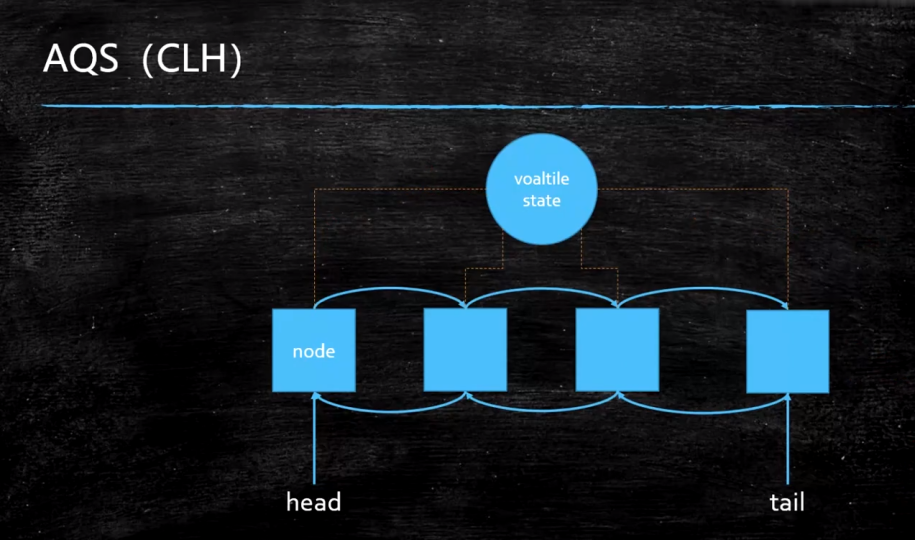 AQS（CLH）
voaltile
state
node
head
tail